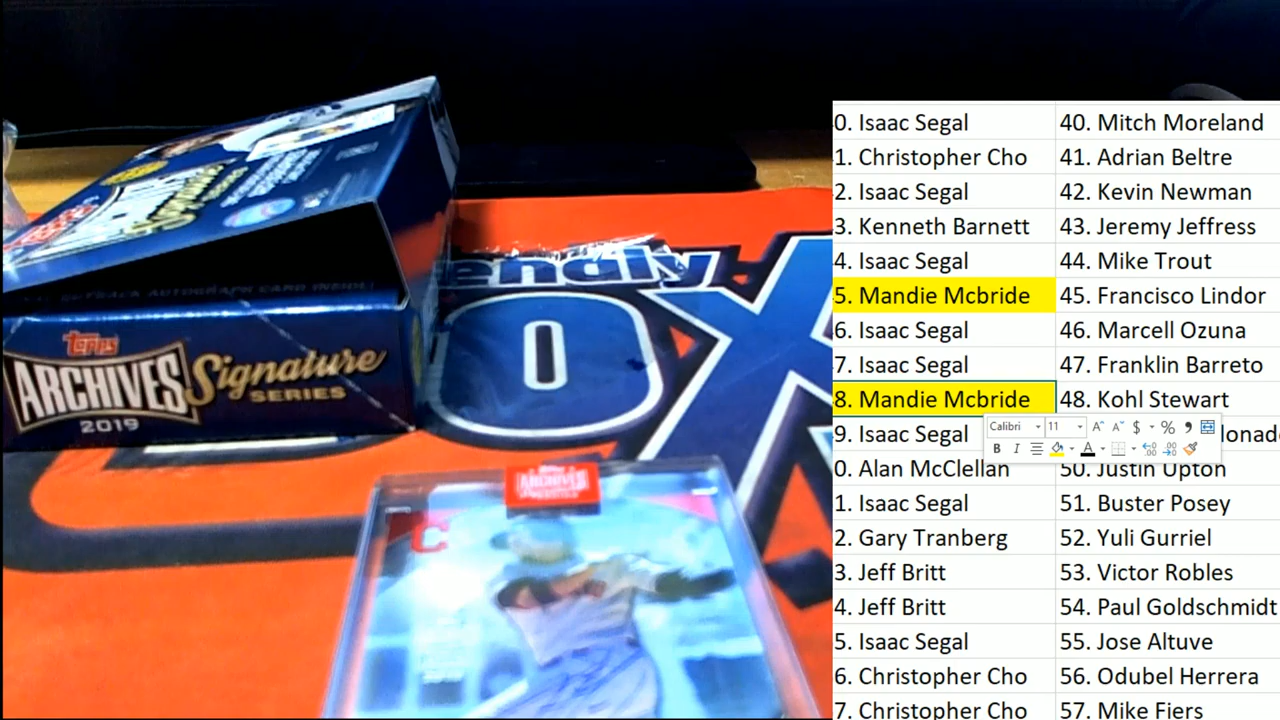 0. Isaac Segal 40. Mitch Moreland
1. Christopher Cho 41. Adrian Beltre
2. Isaac Segal 42. Kevin Newman
3. Kenneth Barnett 43. Jeremy Jeffress
4. Isaac Segal 44. Mike Trout
5. Mandie Mcbride 45. Francisco Lindor
6. Isaac Segal 46. Marcell Ozuna
7. Isaac Segal 47. Franklin Barreto
8. Mandie Mcbride 48. Kohl Stewart
Calibri 11 A A $ % ,
B I A
9. Isaac Segal
0. Alan McClellan 50. Justin Upton
1. Isaac Segal 51. Buster Posey
2. Gary Tranberg 52. Yuli Gurriel
3. Jeff Britt 53. Victor Robles
4. Jeff Britt 54. Paul Goldschmidt
5. Isaac Segal 55. Jose Altuve
6. Christopher Cho 56. Odubel Herrera
7. Christopher Cho 57. Mike Fiers
endly
OX
Topps
ARCHIVES Signature
SERIES
2019
ARCHIVES
C